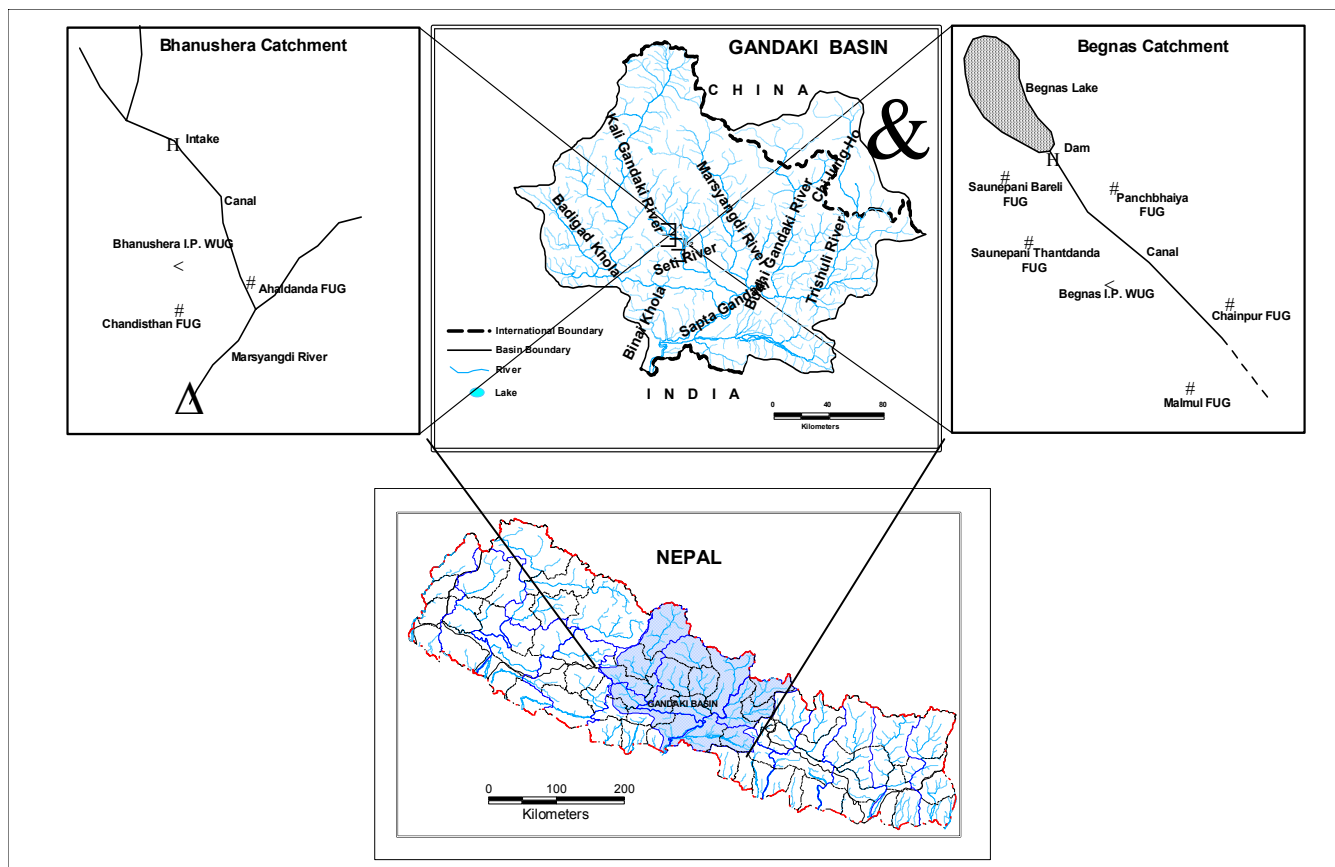 Bhanushera Catchment
Intake
H
Canal
Bhanushera I.P. WUG
<
#
Ahaldanda FUG
#
Chandisthan FUG
Marsyangdi River
Δ
GANDAKI BASIN
C H I N A
&
Kali Gandaki River
Marsyangdi River
Chi-lung-Ho
Badigad Khola
Budhi Gandaki River
Trishuli River
Seti River
Sapta Gandaki
Binai Khola
International Boundary
Basin Boundary
River
Lake
I N D I A
0 40 80
Kilometers
Begnas Catchment
Begnas Lake
Dam
H
#
Saunepani Bareli
FUG
#
Panchbhaiya
FUG
Saunepani Thantdanda
#
FUG
Canal
<
Begnas I.P. WUG
#
Chainpur FUG
#
Malmul FUG
NEPAL
GANDAKI BASIN
0 100 200
Kilometers